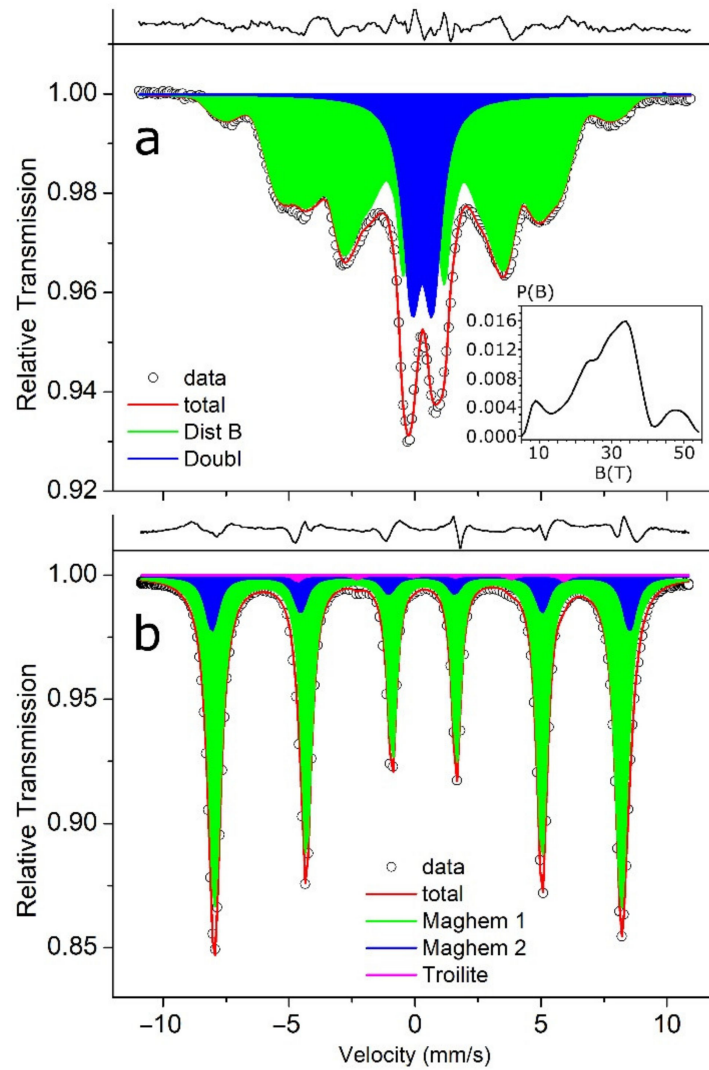 1.00
a
0.98
0.96
0.94
0.92
Relative Transmission
data
total
Dist B
Doubl
P(B)
0.016
0.012
0.008
0.004
0.000
10 30 50
B(T)
1.00
b
0.95
0.90
0.85
Relative Transmission
data
total
Maghem 1
Maghem 2
Troilite
−10 −5 0 5 10
Velocity (mm/s)